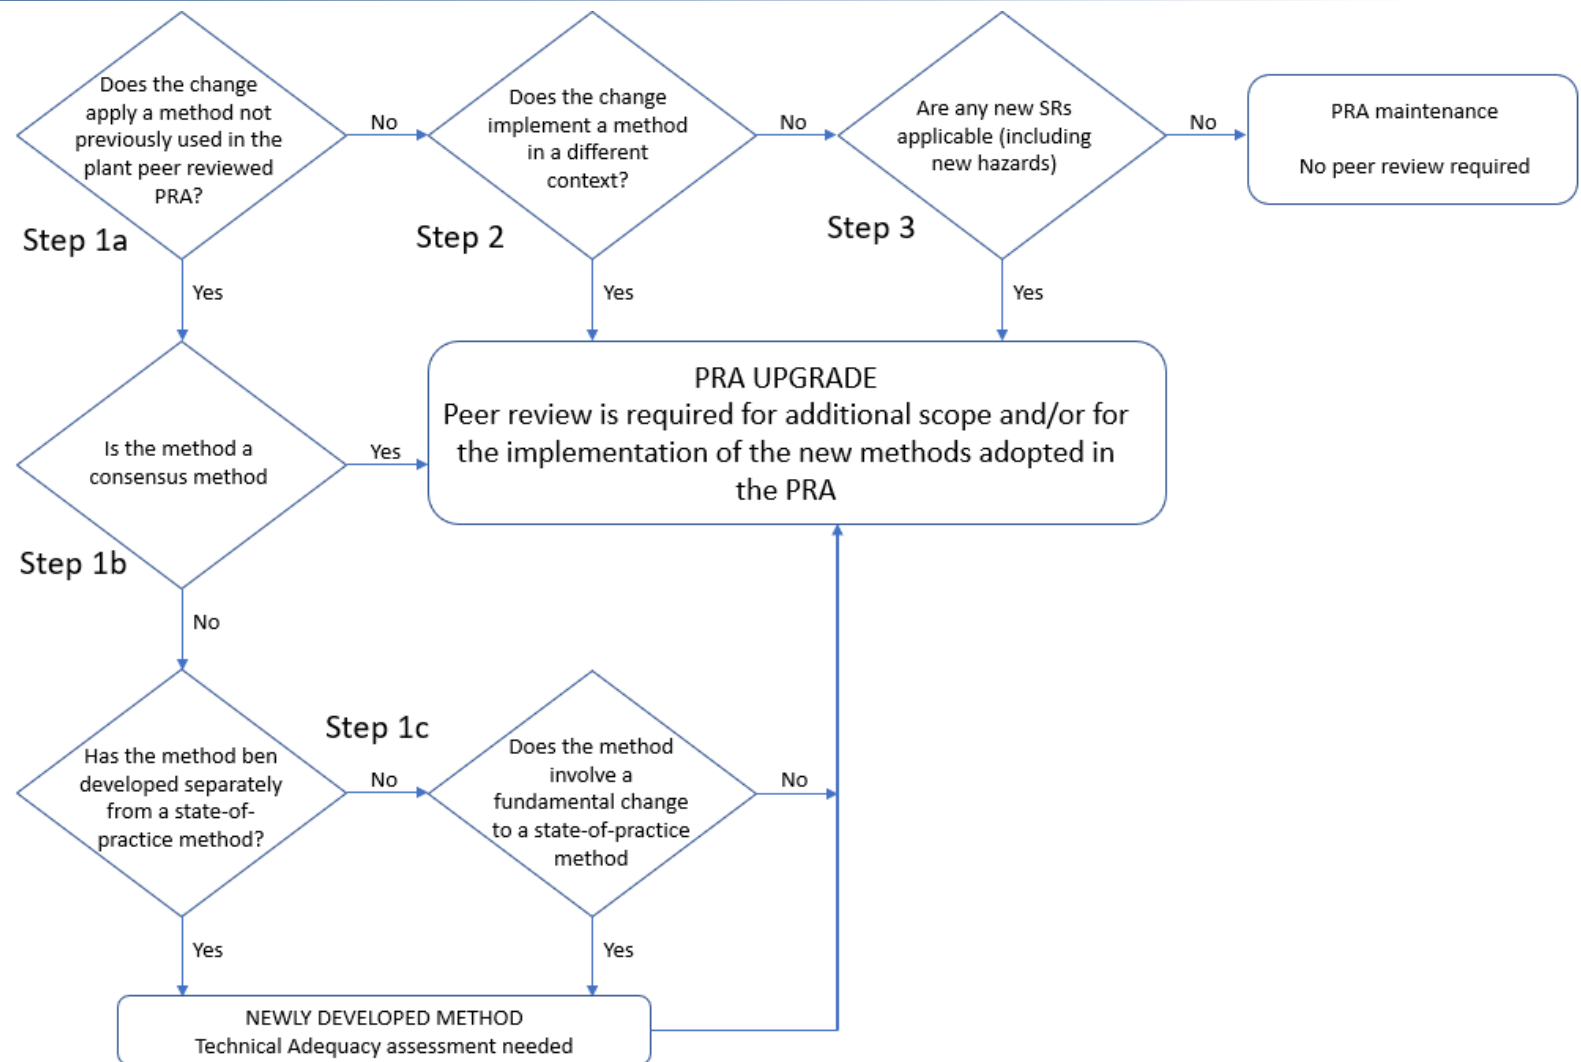 Does the change
apply a method not
previously used in the
plant peer reviewed
PRA?
No
Does the change
implement a method
in a different
context?
No
Are any new SRs
applicable (including
new hazards)
No
PRA maintenance
No peer review required
Step 1a
Step 2
Step 3
Yes
Yes
Yes
PRA UPGRADE
Peer review is required for additional scope and/or for
the implementation of the new methods adopted in
the PRA
Is the method a
consensus method
Yes
Step 1b
No
Step 1c
Has the method ben
developed separately
from a state-of-
practice method?
No
Does the method
involve a
fundamental change
to a state-of-practice
method
No
Yes
Yes
NEWLY DEVELOPED METHOD
Technical Adequacy assessment needed